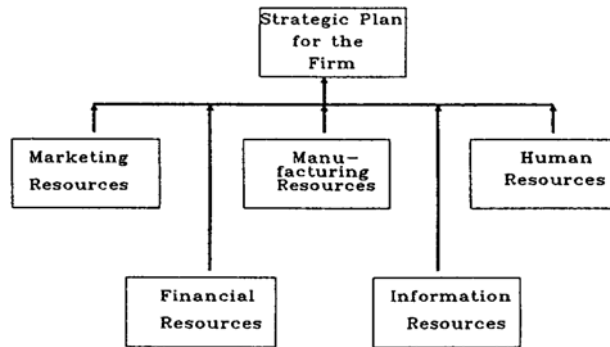 Strategic Plan
for the
Firm
Marketing
Resources
Manu-
facturing
Resources
Human
Resources
Financial
Resources
Information
Resources